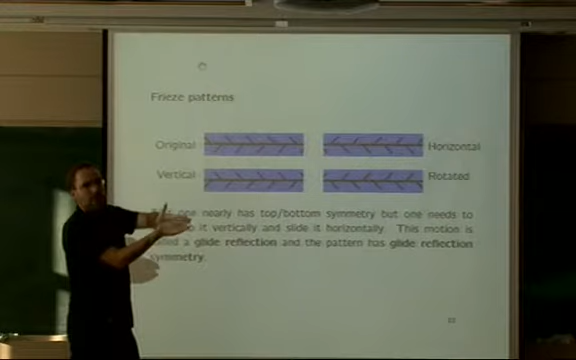 Frieze patterns
Original Horizontal
Vertical Rotated
one nearly has top/bottom symmetry but one needs to
it vertically and slide it horizontally. This motion is
a glide reflection and the pattern has glide reflection
symmetry.